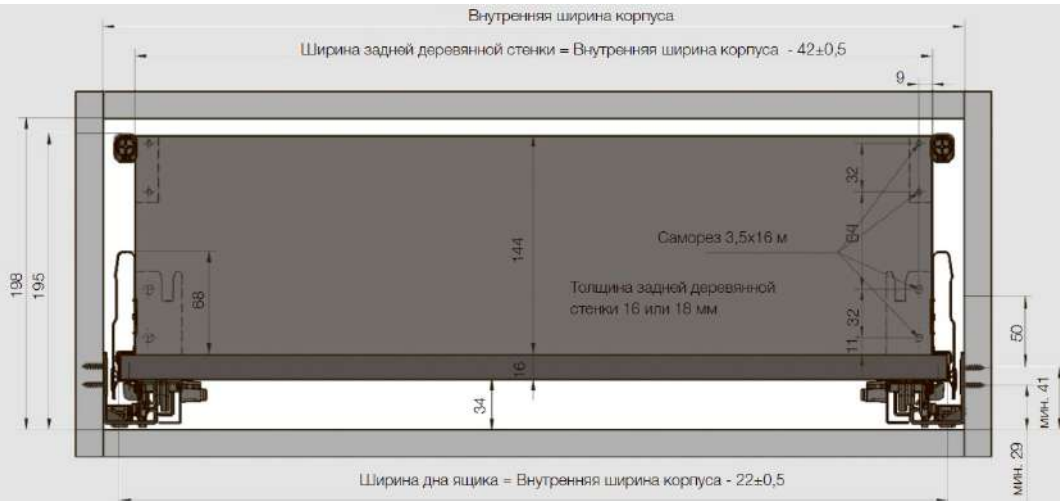 Внутренняя ширина корпуса
Ширина задней деревянной стенки = Внутренняя ширина корпуса - 42±0,5
9
32
64
Саморез 3,5х16 м
144
198
195
68
Толщина задней деревянной
стенки 16 или 18 мм
32
11
50
16
34
мин. 41
мин. 29
Ширина дна ящика = Внутренняя ширина корпуса - 22±0,5